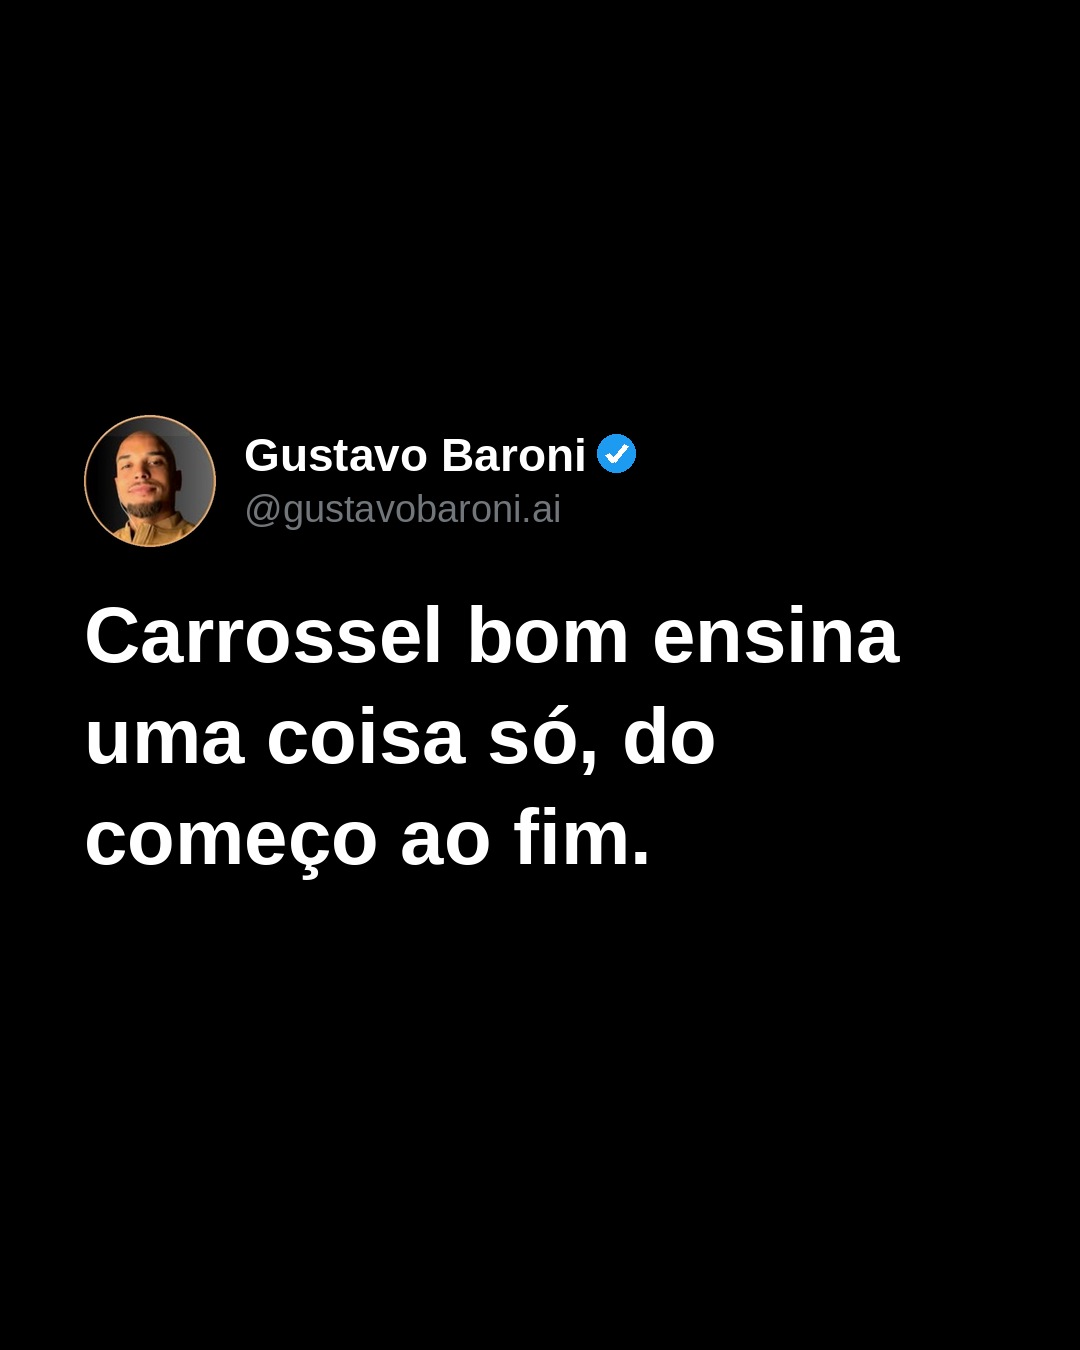 Gustavo Baroni
@gustavobaroni.ai
Carrossel bom ensina
uma coisa só, do
começo ao fim.